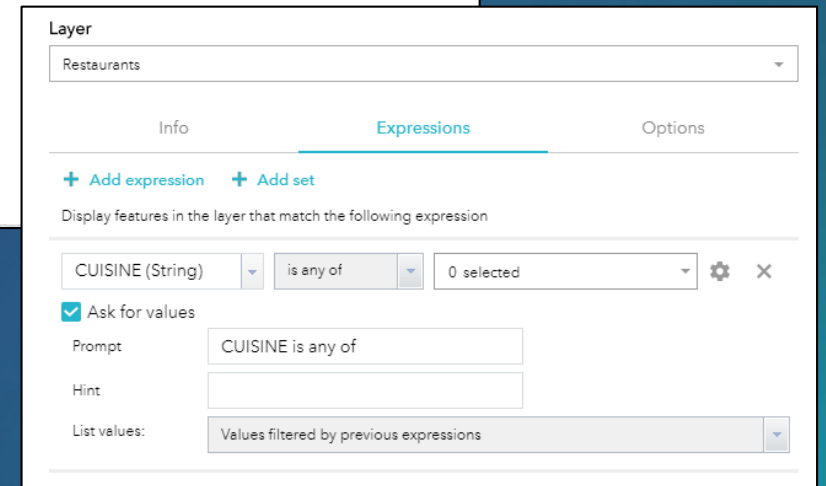 Layer
Restaurants
Info Expressions Options
+ Add expression + Add set
Display features in the layer that match the following expression
CUISINE (String) is any of 0 selected
Ask for values
Prompt CUISINE is any of
Hint
List values: Values filtered by previous expressions